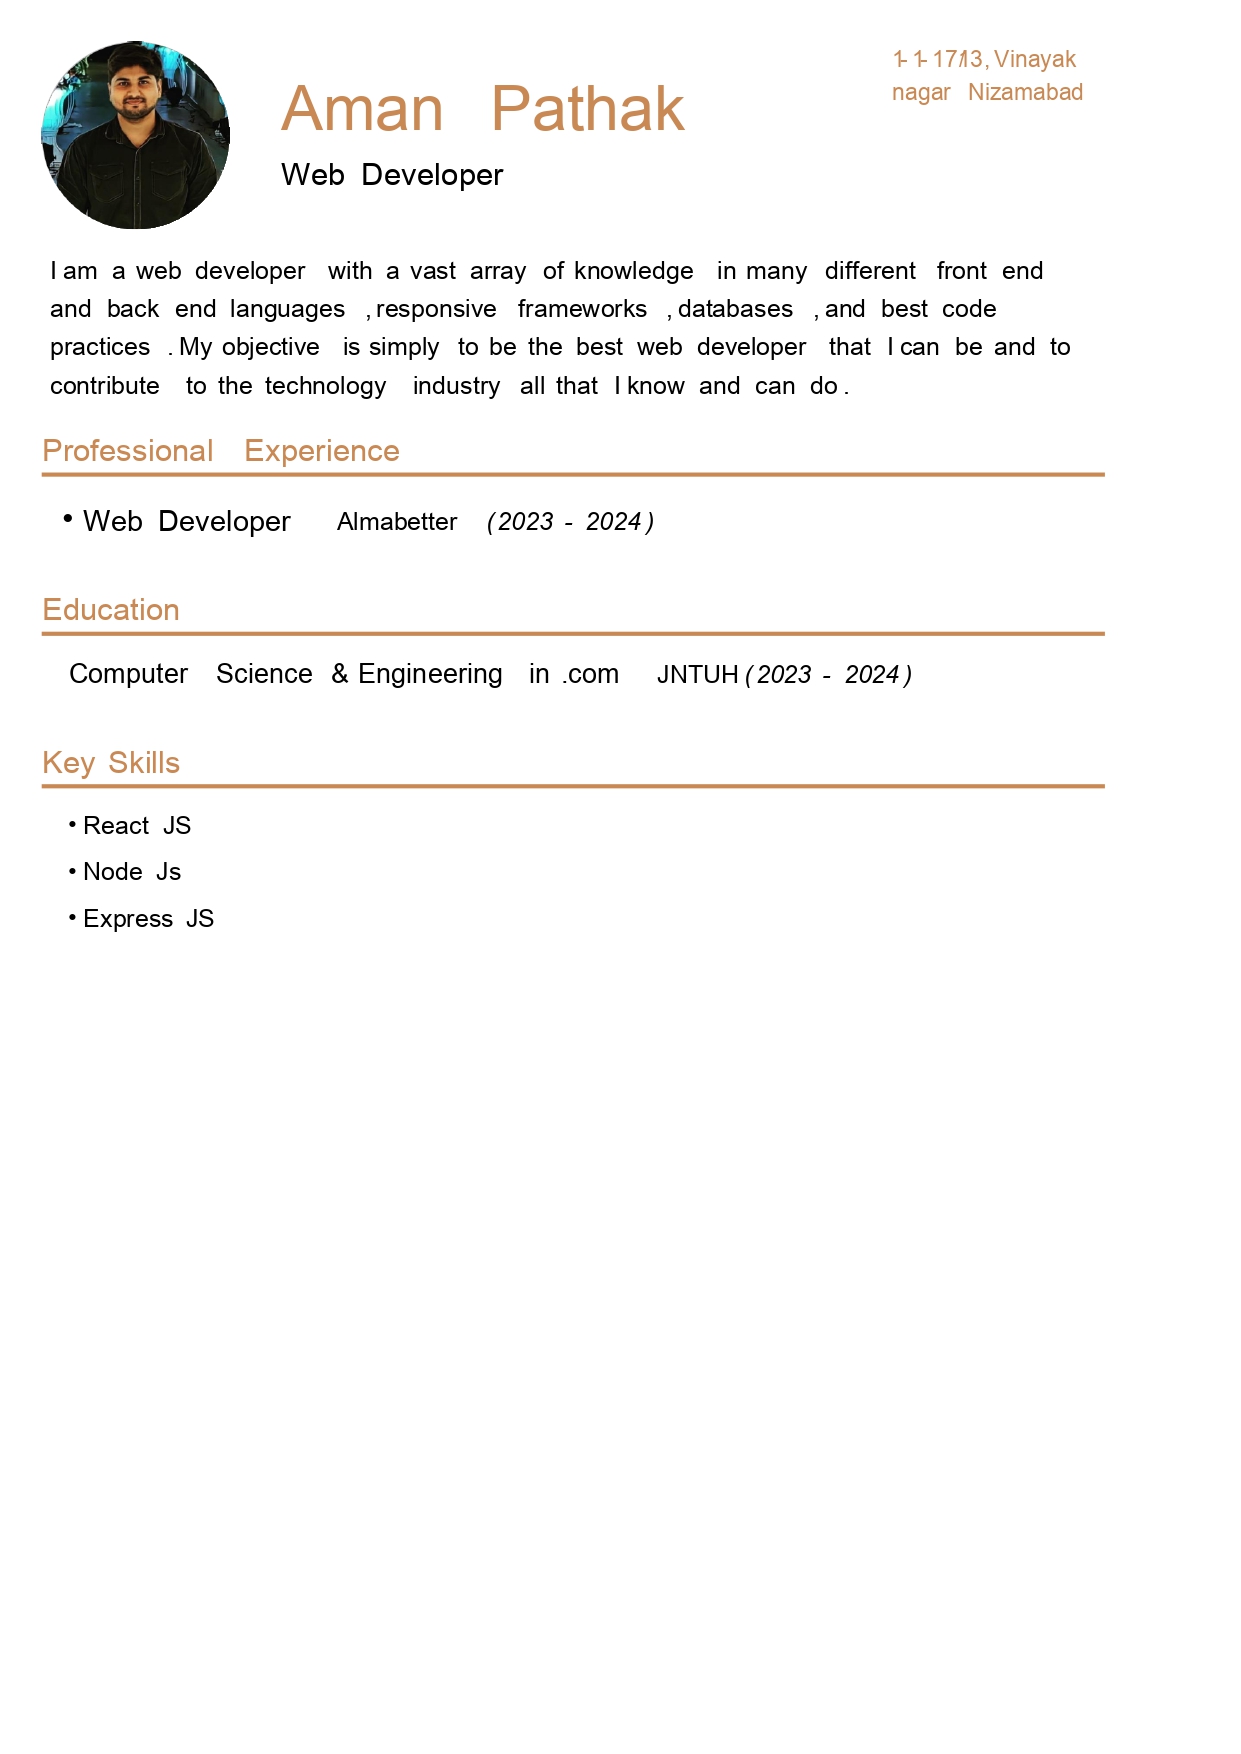 Aman Pathak
Web Developer
1-1-17/13, Vinayak
nagar Nizamabad
I am a web developer with a vast array of knowledge in many different front end
and back end languages , responsive frameworks , databases , and best code
practices . My objective is simply to be the best web developer that I can be and to
contribute to the technology industry all that I know and can do .
Professional Experience
• Web Developer Almabetter (2023 - 2024)
Education
Computer Science & Engineering in .com JNTUH (2023 - 2024)
Key Skills
• React JS
• Node Js
• Express JS